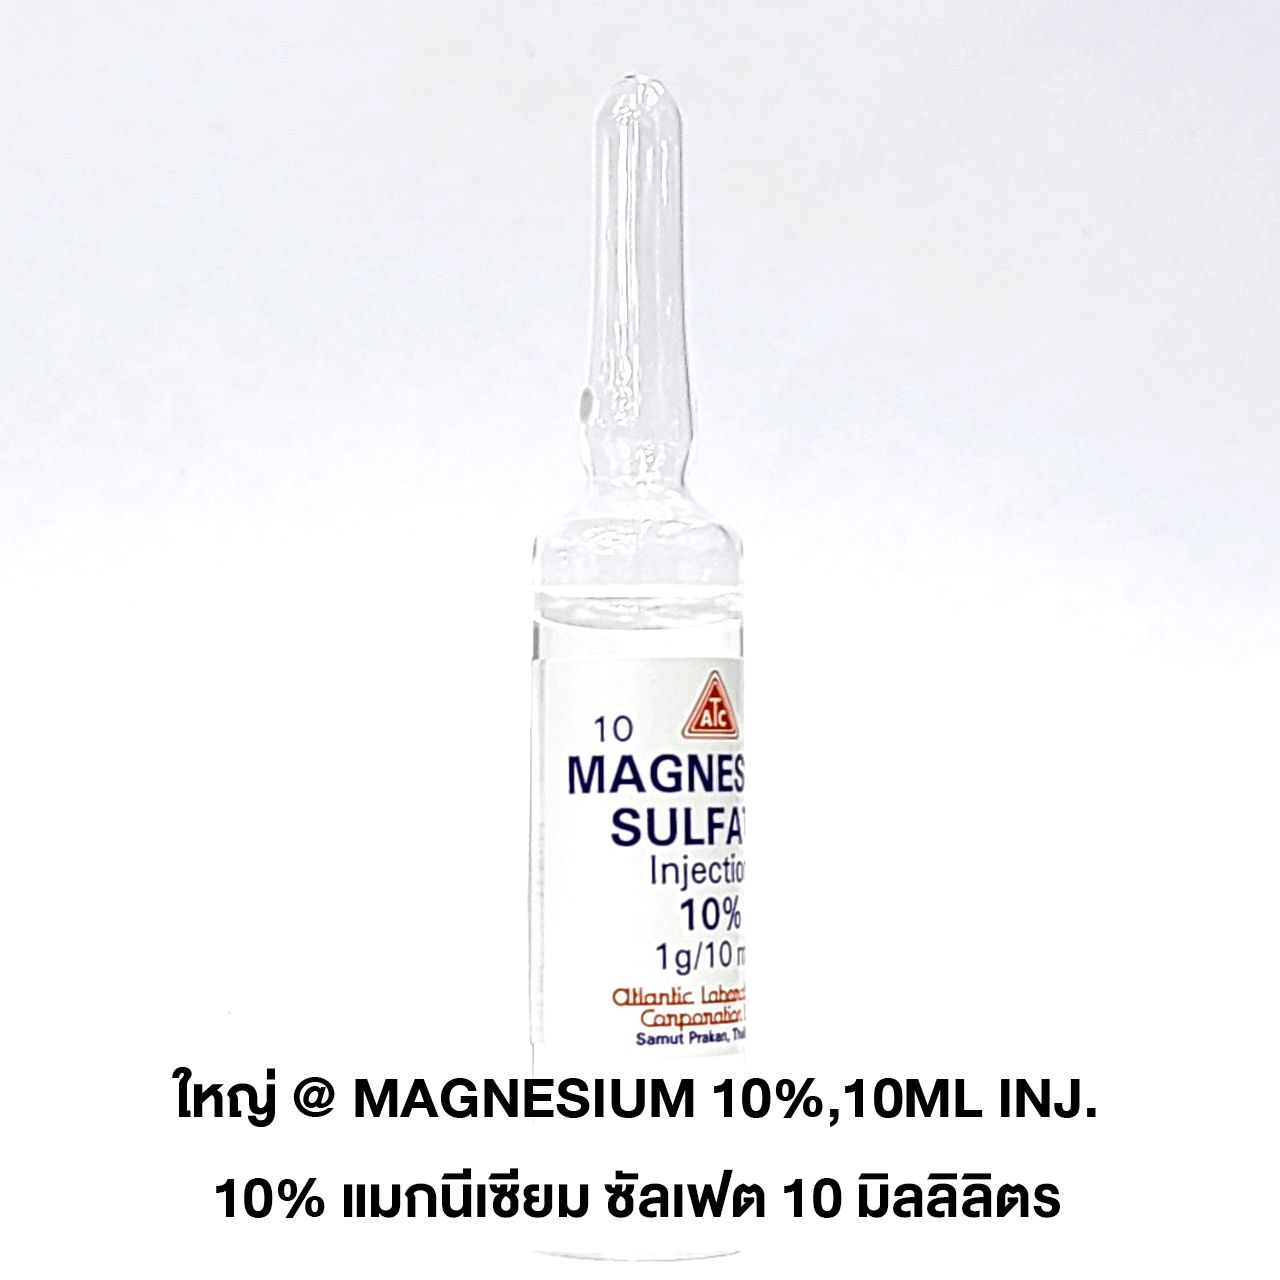 ATC
10
MAGNES
SULFA
Injectio
10%
1g/10 m
Atlantic Laborat
Corporation
Samut Prakan, Thai
ใหญ่ @ MAGNESIUM 10%,10ML INJ.
10% แมกนีเซียม ซัลเฟต 10 มิลลิลิตร